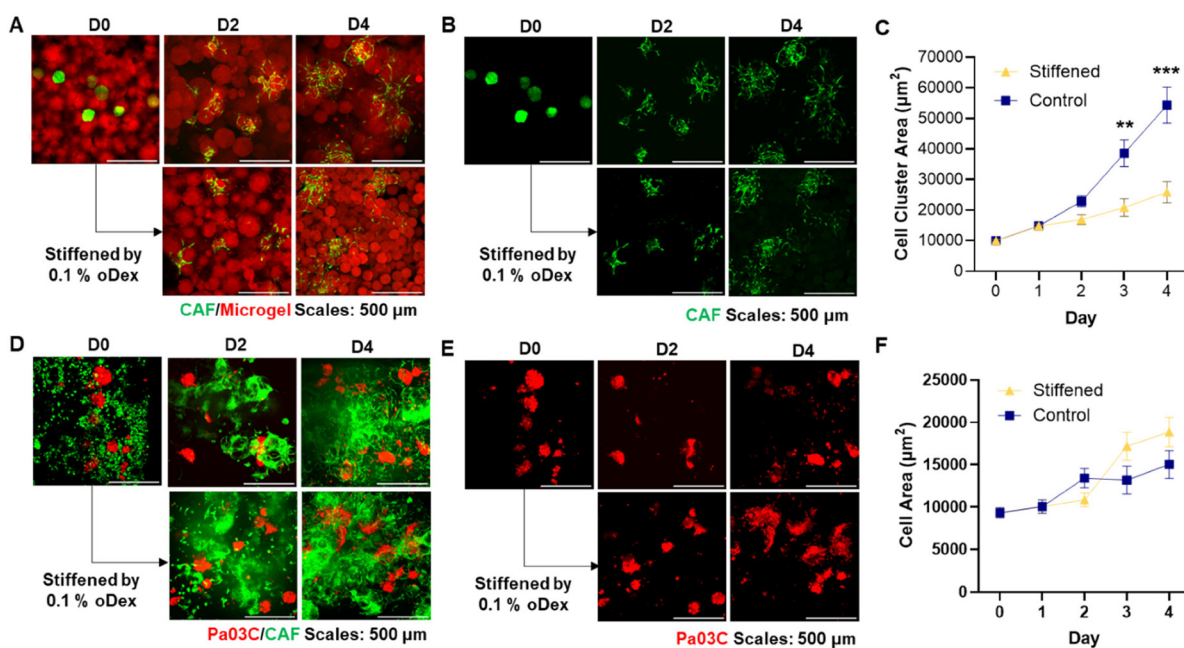 A
D0
D2
D4
Stiffened by
0.1 % oDex
CAF/Microgel Scales: 500 µm
B
D0
D2
D4
Stiffened by
0.1 % oDex
CAF Scales: 500 µm
C
Cell Cluster Area (µm²)
70000
60000
50000
40000
30000
20000
10000
0
Stiffened
Control
**
***
0 1 2 3 4
Day
D
D0
D2
D4
Stiffened by
0.1 % oDex
Pa03C/CAF Scales: 500 µm
E
D0
D2
D4
Stiffened by
0.1 % oDex
Pa03C Scales: 500 µm
F
Cell Area (µm²)
25000
20000
15000
10000
5000
0
Stiffened
Control
0 1 2 3 4
Day